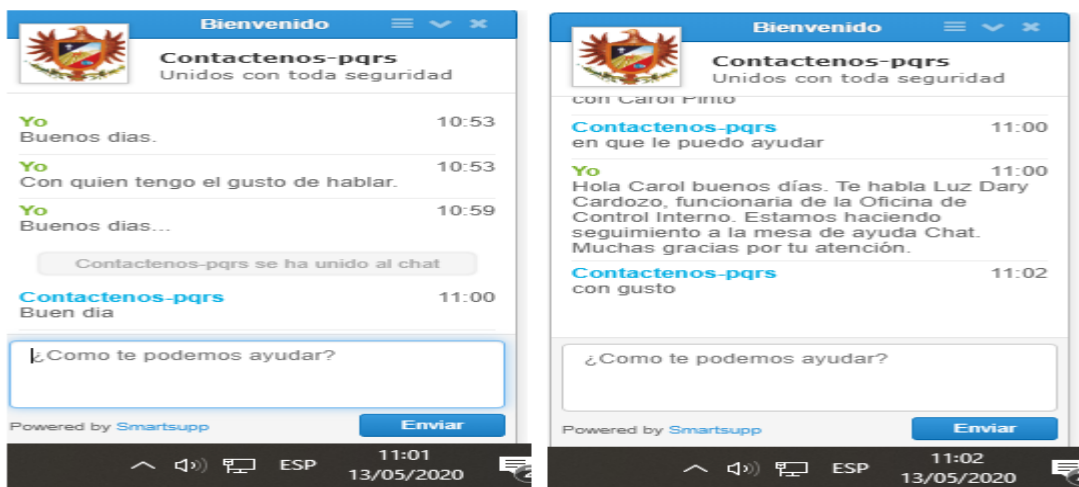 Bienvenido
Contactenos-pqrs
Unidos con toda seguridad
Yo 10:53
Buenos dias.
Yo 10:53
Con quien tengo el gusto de hablar.
Yo 10:59
Buenos dias...
Contactenos-pqrs se ha unido al chat
Contactenos-pqrs 11:00
Buen dia
¿Como te podemos ayudar?
Powered by Smartsupp Enviar
ESP 11:01
13/05/2020
Bienvenido
Contactenos-pqrs
Unidos con toda seguridad
con Carol Pinto
Contactenos-pqrs 11:00
en que le puedo ayudar
Yo 11:00
Hola Carol buenos días. Te habla Luz Dary
Cardozo, funcionaria de la Oficina de
Control Interno. Estamos haciendo
seguimiento a la mesa de ayuda Chat.
Muchas gracias por tu atención.
Contactenos-pqrs 11:02
con gusto
¿Como te podemos ayudar?
Powered by Smartsupp Enviar
ESP 11:02
13/05/2020